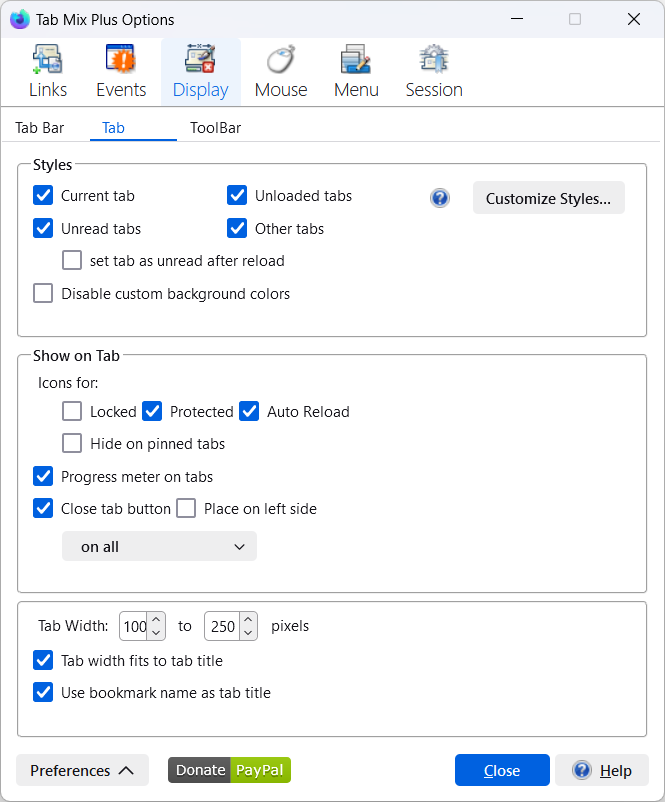 Tab Mix Plus Options
Links Events Display Mouse Menu Session
Tab Bar Tab ToolBar
Styles
Current tab Unloaded tabs Customize Styles...
Unread tabs Other tabs
set tab as unread after reload
Disable custom background colors
Show on Tab
Icons for:
Locked Protected Auto Reload
Hide on pinned tabs
Progress meter on tabs
Close tab button Place on left side
on all
Tab Width: 100 to 250 pixels
Tab width fits to tab title
Use bookmark name as tab title
Preferences Donate PayPal Close Help